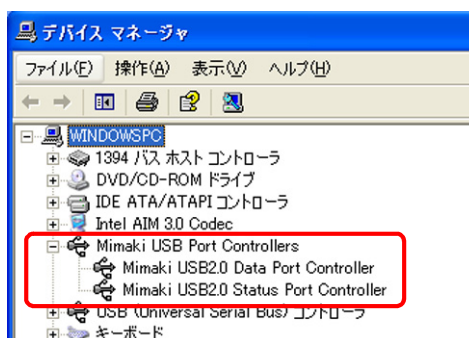 デバイス マネージャ
ファイル(F) 操作(A) 表示(V) ヘルプ(H)
WINDOWSPC
1394 バス ホスト コントローラ
DVD/CD-ROM ドライブ
IDE ATA/ATAPI コントローラ
Intel AIM 3.0 Codec
Mimaki USB Port Controllers
Mimaki USB2.0 Data Port Controller
Mimaki USB2.0 Status Port Controller
USB (Universal Serial Bus) コントローラ
キーボード